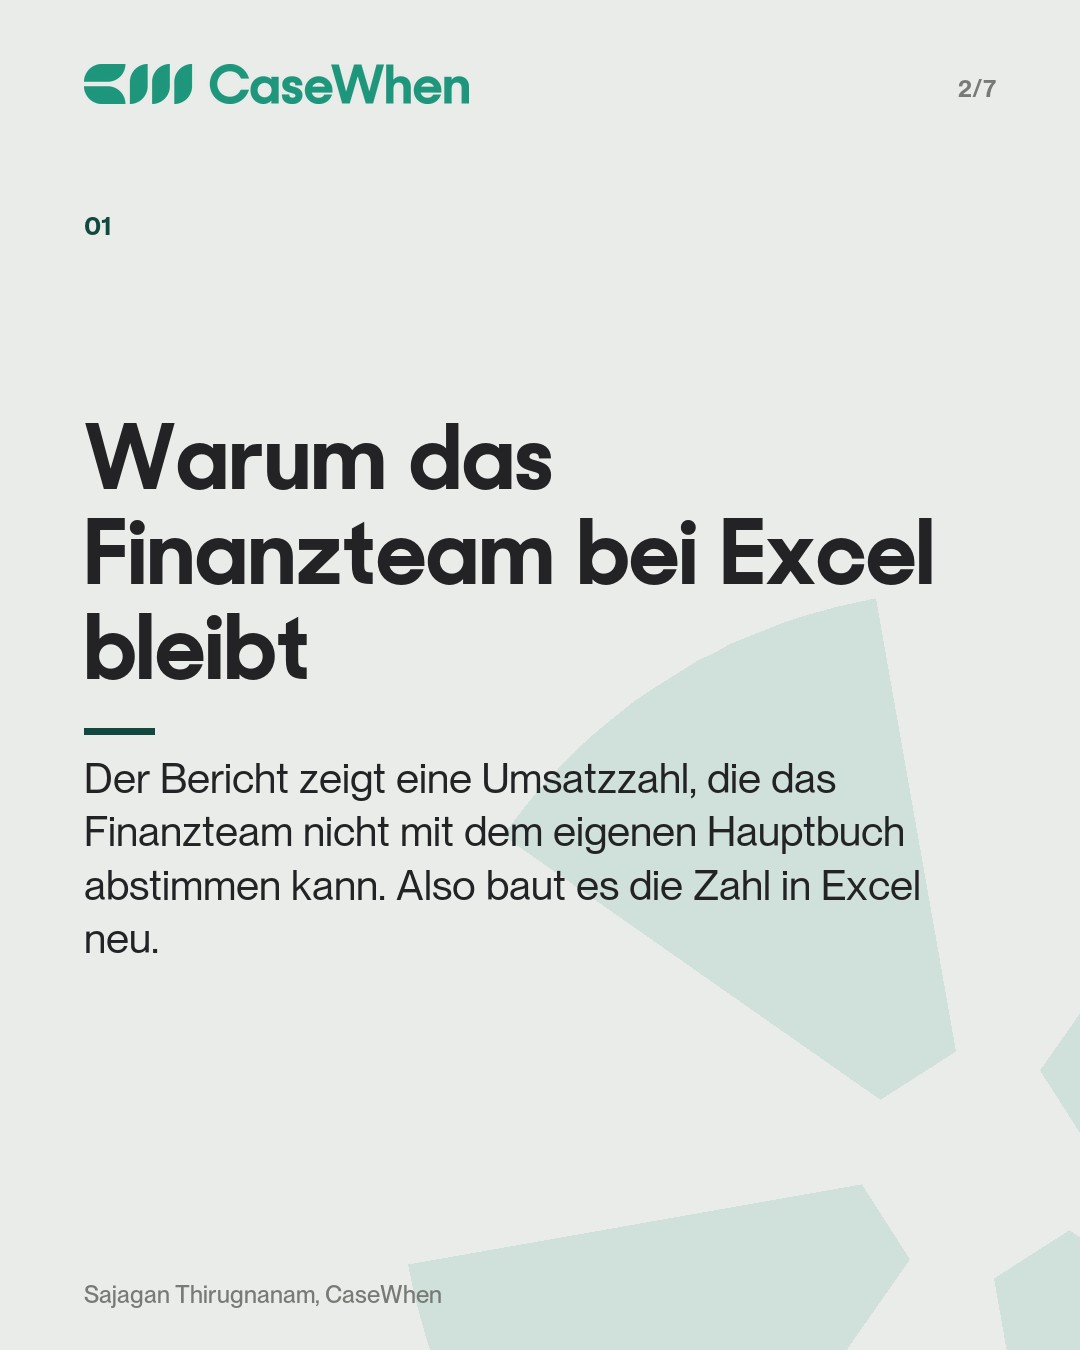 CaseWhen
2/7
01
Warum das
Finanzteam bei Excel
bleibt
Der Bericht zeigt eine Umsatzzahl, die das
Finanzteam nicht mit dem eigenen Hauptbuch
abstimmen kann. Also baut es die Zahl in Excel
neu.
Sajagan Thirugnanam, CaseWhen